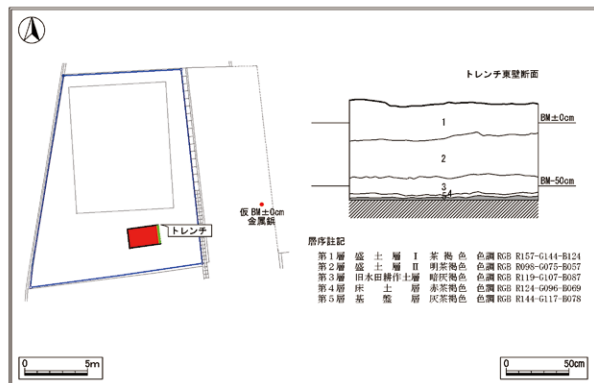 トレンチ東壁断面
1
BM±0cm
2
3
BM-50cm
4
5
仮BM±0cm
金属鋲
トレンチ
層序註記
第1層 盛土層 I 茶褐色 色調 RGB R157-G144-B124
第2層 盛土層 II 明茶褐色 色調 RGB R098-G075-B057
第3層 旧水田耕作土層 暗灰褐色 色調 RGB R119-G107-B087
第4層 床土層 赤茶褐色 色調 RGB R124-G096-B069
第5層 基盤層 灰茶褐色 色調 RGB R144-G117-B078
0 5m
0 50cm